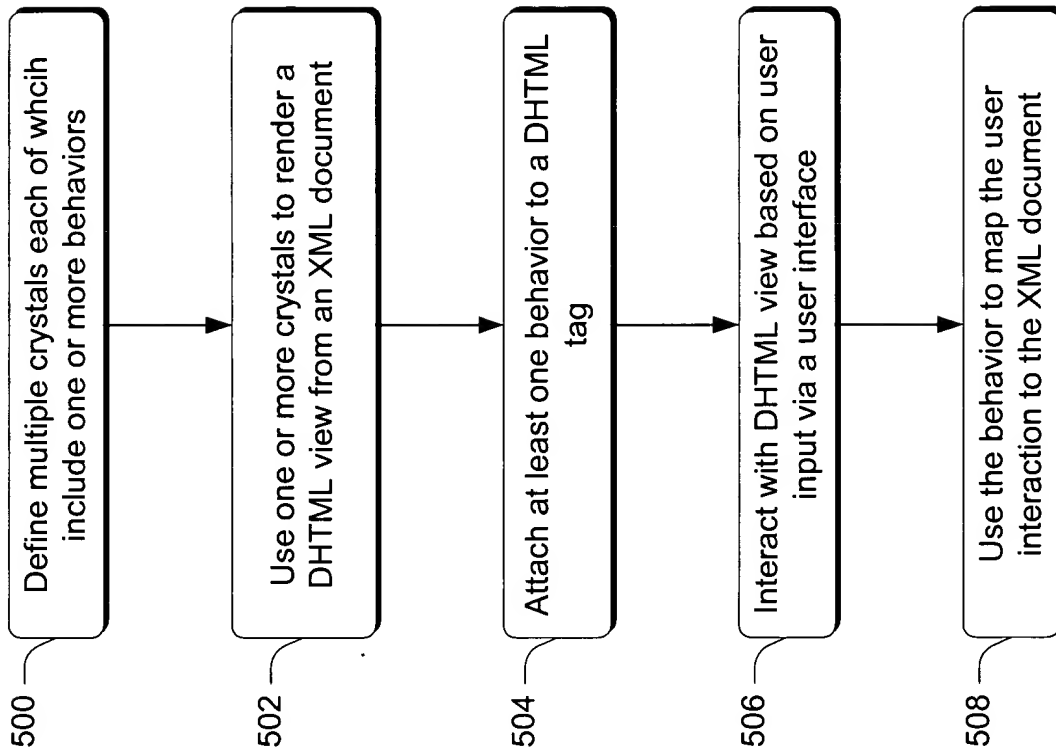 500
Define multiple crystals each of whcih
include one or more behaviors
502
Use one or more crystals to render a
DHTML view from an XML document
504
Attach at least one behavior to a DHTML
tag
506
Interact with DHTML view based on user
input via a user interface
508
Use the behavior to map the user
interaction to the XML document